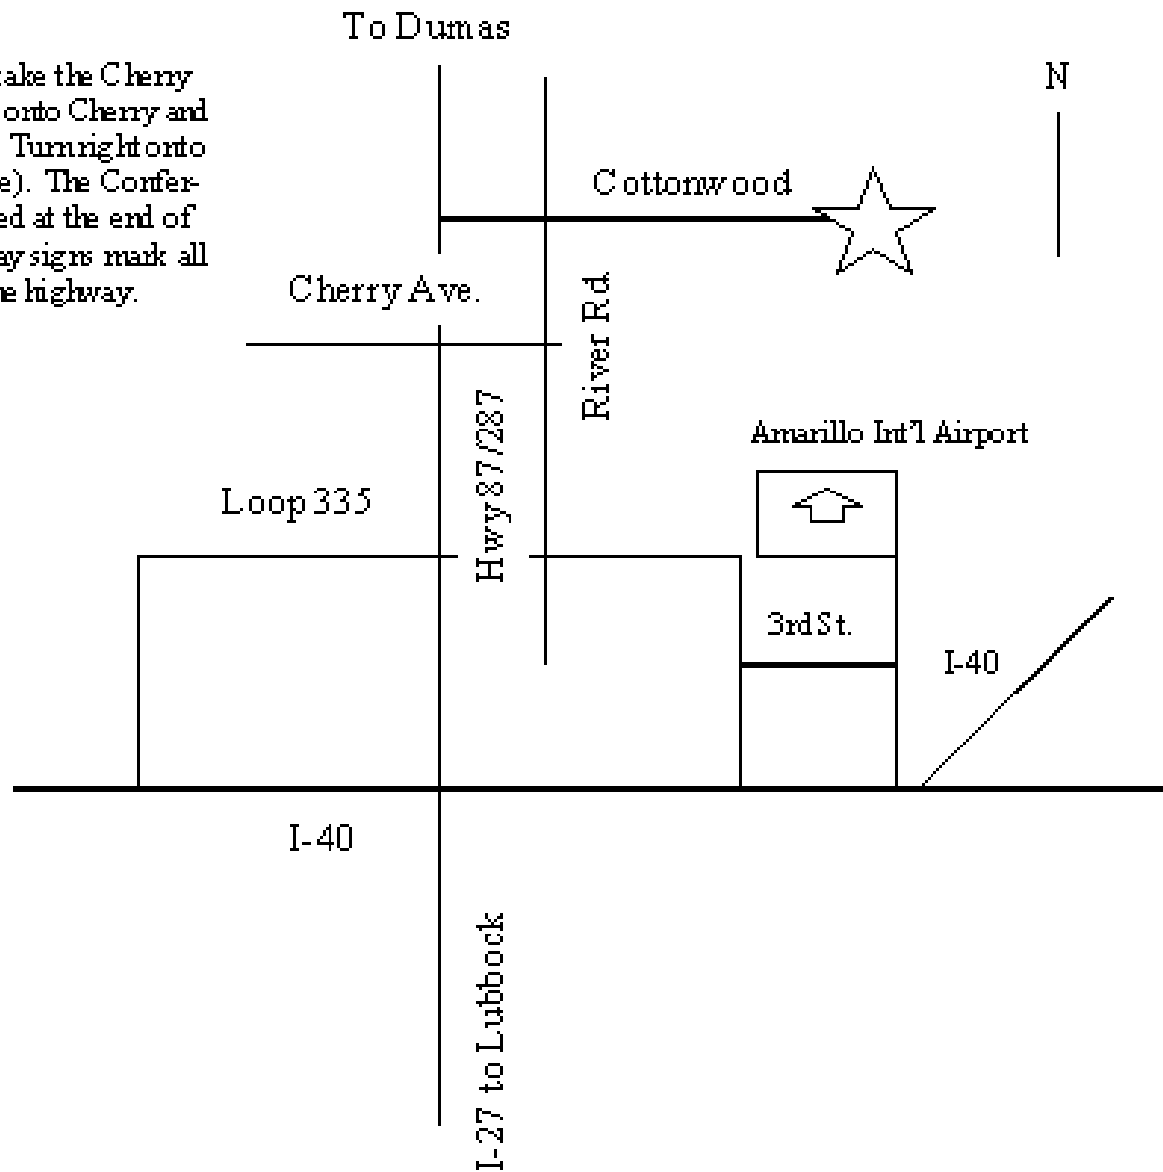 To Dumas
take the Cherry
onto Cherry and
Turn right onto
e). The Confer-
ed at the end of
ay signs mark all
he highway.
N
Cottonwood
Cherry Ave.
River Rd.
Hwy 87/287
Amarillo Int'l Airport
Loop 335
3rd St.
I-40
I-40
I-27 to Lubbock